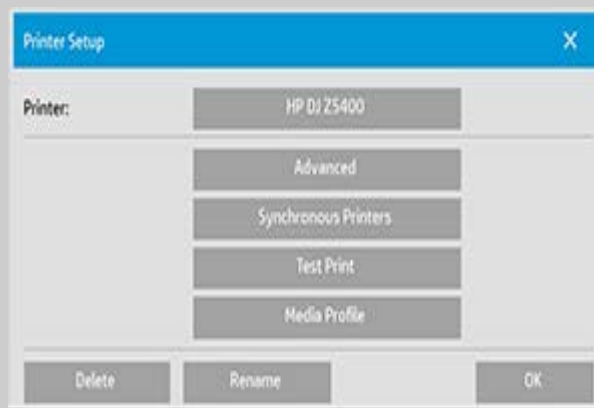 Printer Setup X
Printer: HP DJ Z5400
Advanced
Synchronous Printers
Test Print
Media Profile
Delete Rename OK